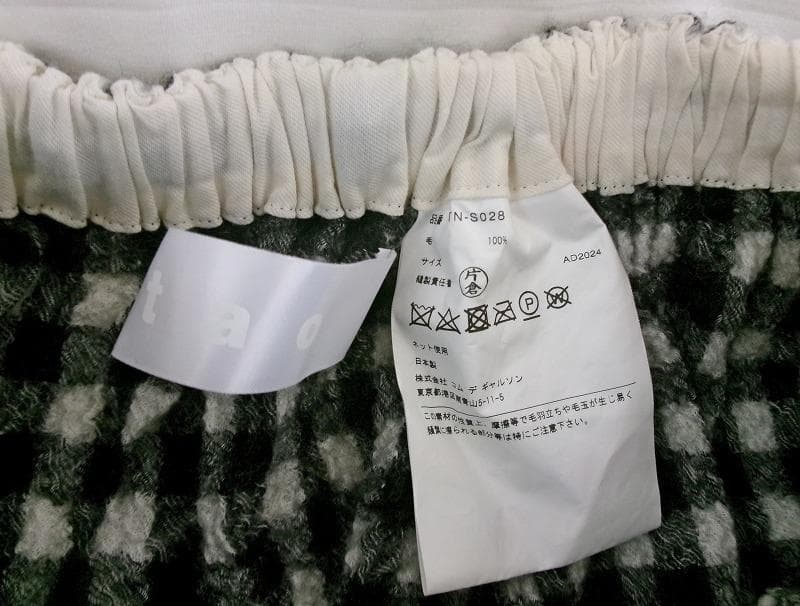 tao
品番 TN-S028
毛 100%
サイズ AD2024
縫製責任者 片倉
P W
ネット使用
日本製
株式会社 コム デ ギャルソン
東京都港区南青山5-11-5
この素材の性質上、摩擦等で毛羽立ちや毛玉が生じ易く
縫製に擦られる部分等は特にご注意下さい。